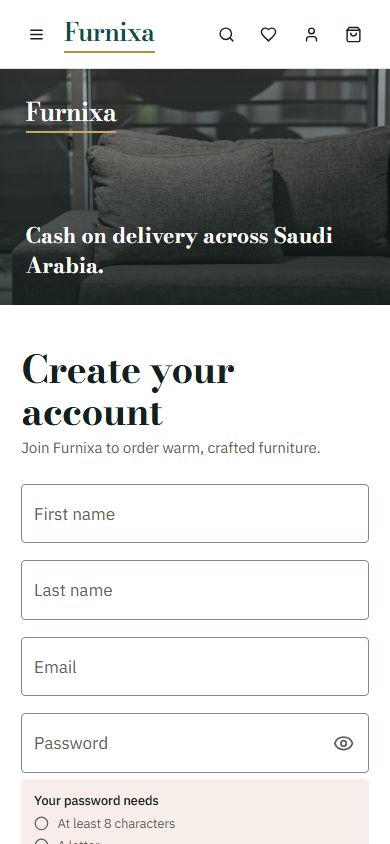 Furnixa
Furnixa
Cash on delivery across Saudi
Arabia.
Create your
account
Join Furnixa to order warm, crafted furniture.
First name
Last name
Email
Password
Your password needs
At least 8 characters
A letter